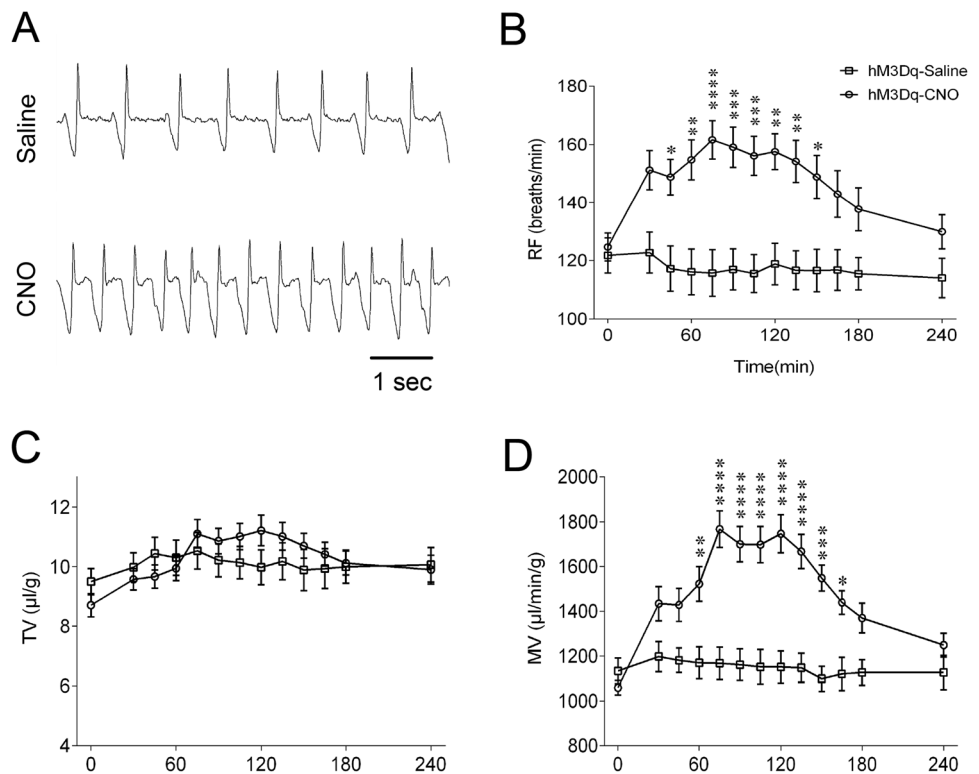 A
Saline
CNO
1 sec
B
hM3Dq-Saline
hM3Dq-CNO
RF (breaths/min)
180
160
140
120
100
* ** **** *** *** ** ** *
0 60 120 180 240
Time(min)
C
TV (µl/g)
12
10
8
6
4
0 60 120 180 240
D
MV (µl/min/g)
2000
1800
1600
1400
1200
1000
800
** **** **** **** **** **** *** *
0 60 120 180 240